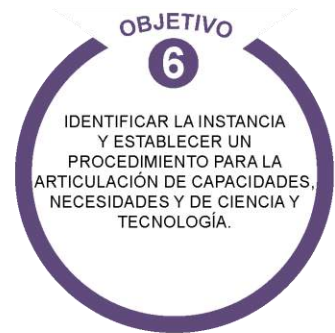 OBJETIVO
6
IDENTIFICAR LA INSTANCIA
Y ESTABLECER UN
PROCEDIMIENTO PARA LA
ARTICULACIÓN DE CAPACIDADES,
NECESIDADES Y DE CIENCIA Y
TECNOLOGÍA.